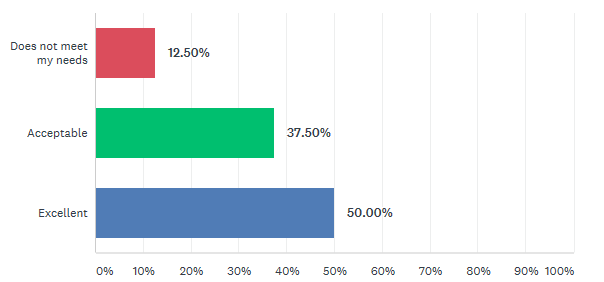 Does not meet
my needs
12.50%
Acceptable
37.50%
Excellent
50.00%
0% 10% 20% 30% 40% 50% 60% 70% 80% 90% 100%